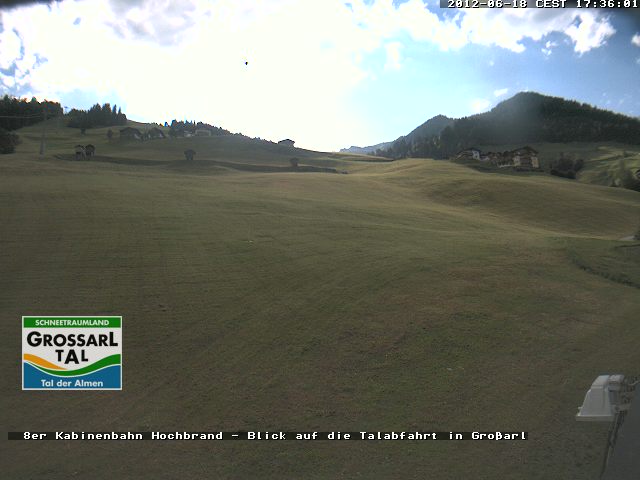 2012-06-18 CEST 17:36:01
SCHNEETRAUMLAND
GROSSARL
TAL
Tal der Almen
8er Kabinenbahn Hochbrand - Blick auf die Talabfahrt in Großarl